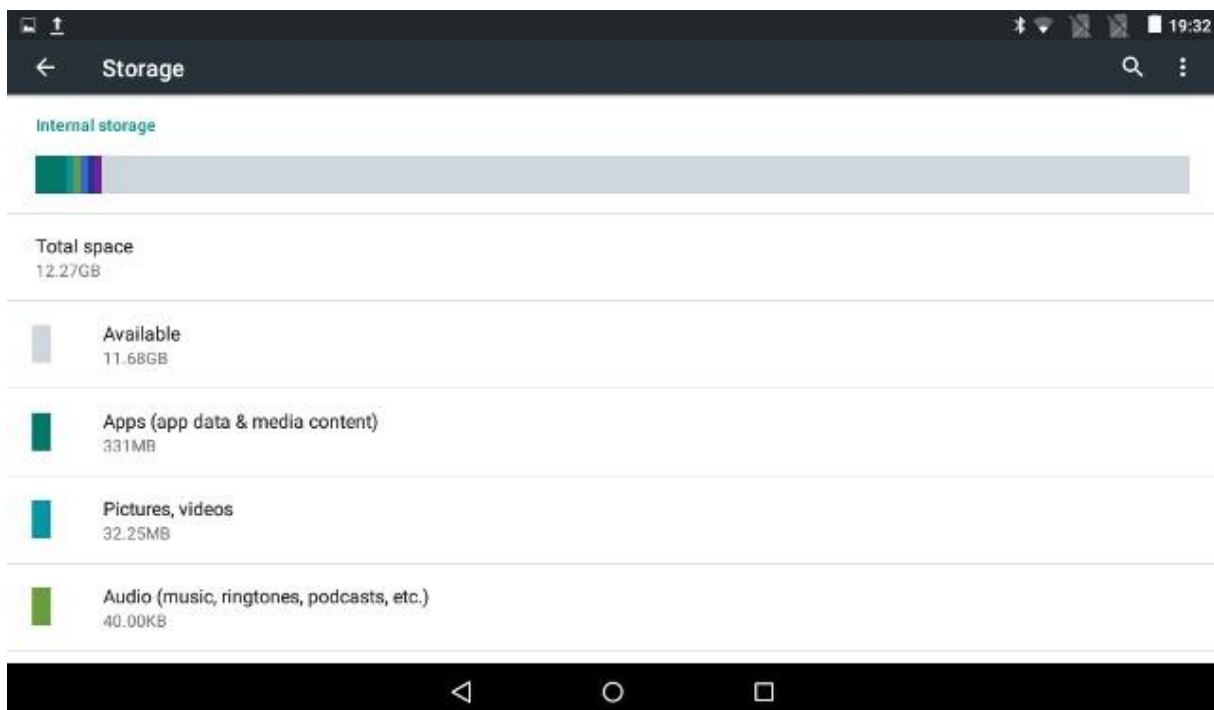 19:32
Storage
Internal storage
Total space
12.27GB
Available
11.68GB
Apps (app data & media content)
331MB
Pictures, videos
32.25MB
Audio (music, ringtones, podcasts, etc.)
40.00KB